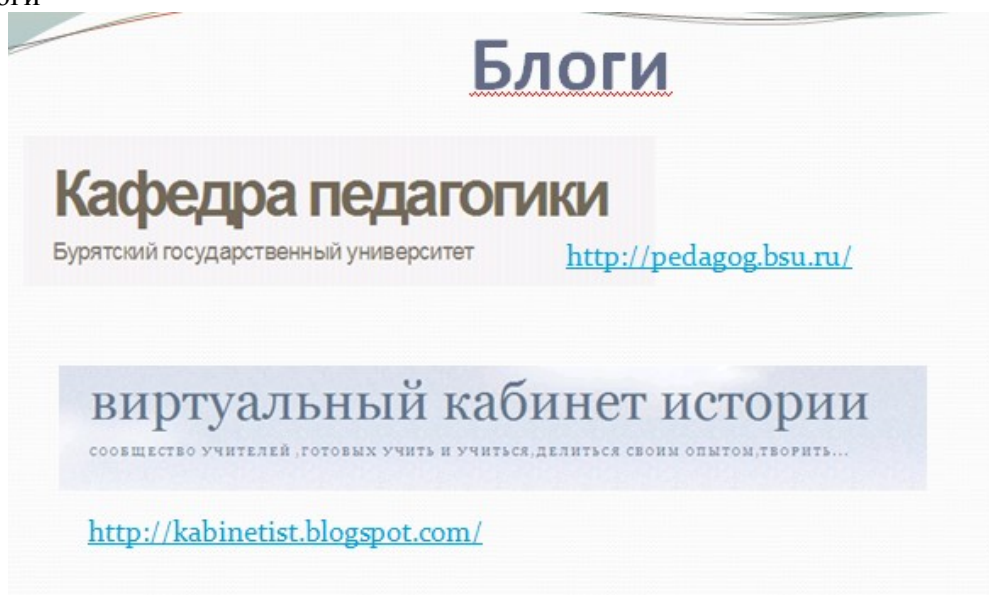 Блоги
Кафедра педагогики
Бурятский государственный университет
http://pedagog.bsu.ru/
виртуальный кабинет истории
сообщество учителей ,готовых учить и учиться,делиться своим опытом,творить...
http://kabinetist.blogspot.com/